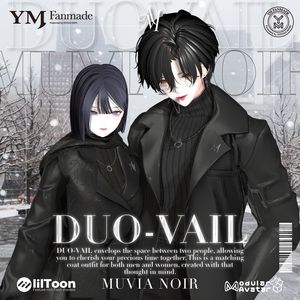 YM Fanmade
DUO-VAIL
MUVIA NOIR
DUO-VAIL
DUO-VAIL envelops the space between two people, allowing
you to cherish your precious time together. This is a matching
coat outfit for both men and women, created with that
thought in mind.
MUVIA NOIR
lilToon
Modular
Avatar